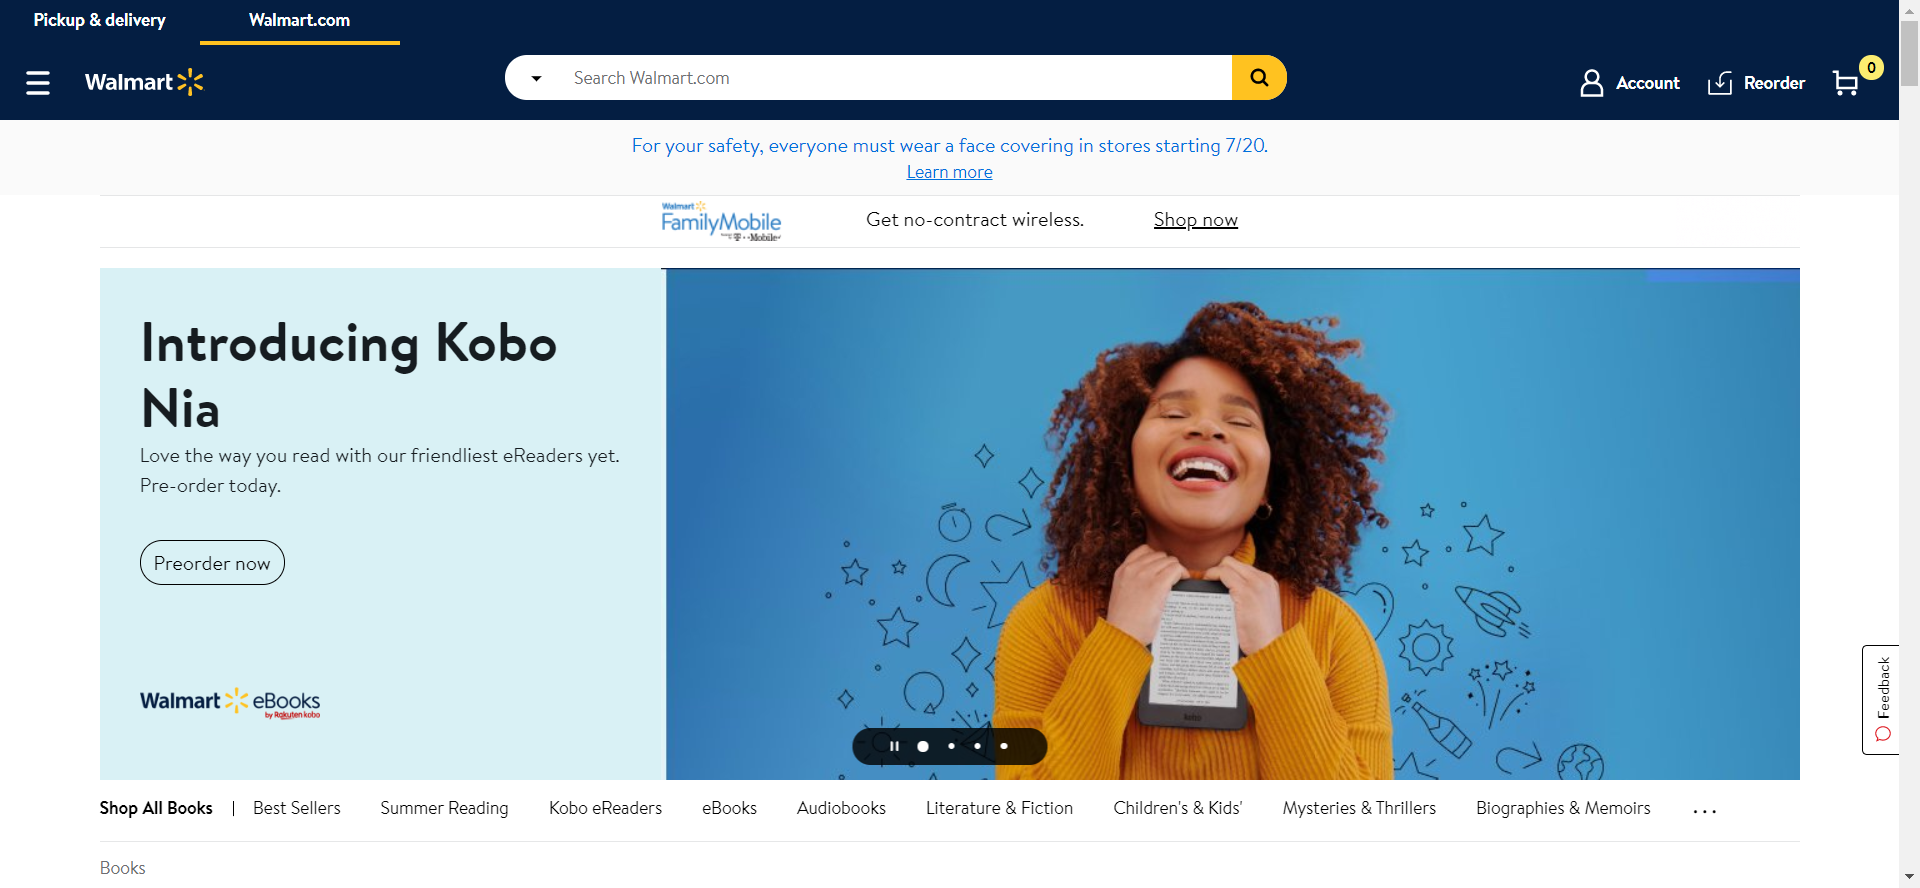 Pickup & delivery
Walmart.com
Walmart
Search Walmart.com
Account
Reorder
0
For your safety, everyone must wear a face covering in stores starting 7/20.
Learn more
Walmart
FamilyMobile
Get no-contract wireless.
Shop now
Introducing Kobo
Nia
Love the way you read with our friendliest eReaders yet.
Pre-order today.
Preorder now
Walmart eBooks
by Rakuten kobo
kobo
Feedback
Shop All Books | Best Sellers Summer Reading Kobo eReaders eBooks Audiobooks Literature & Fiction Children's & Kids' Mysteries & Thrillers Biographies & Memoirs ...
Books